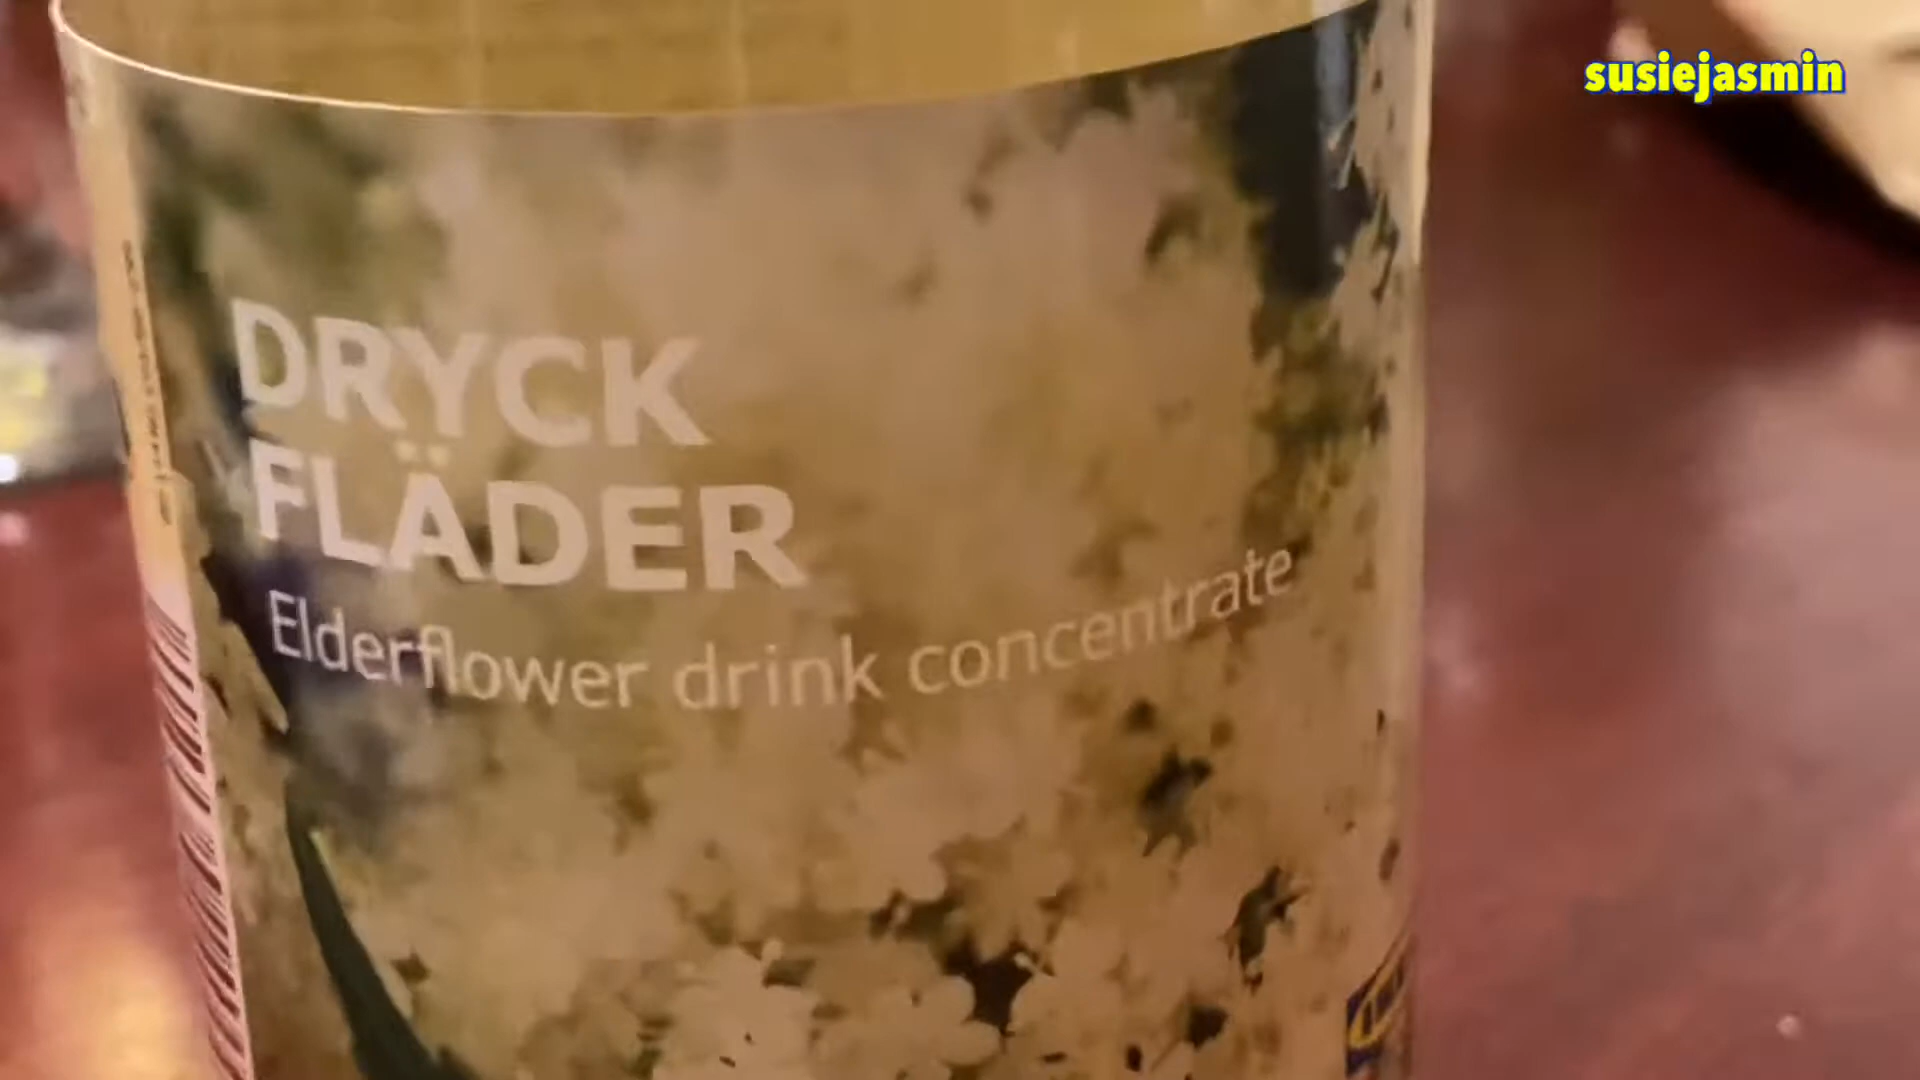 susiejasmin
DRYCK
FLÄDER
Elderflower drink concentrate